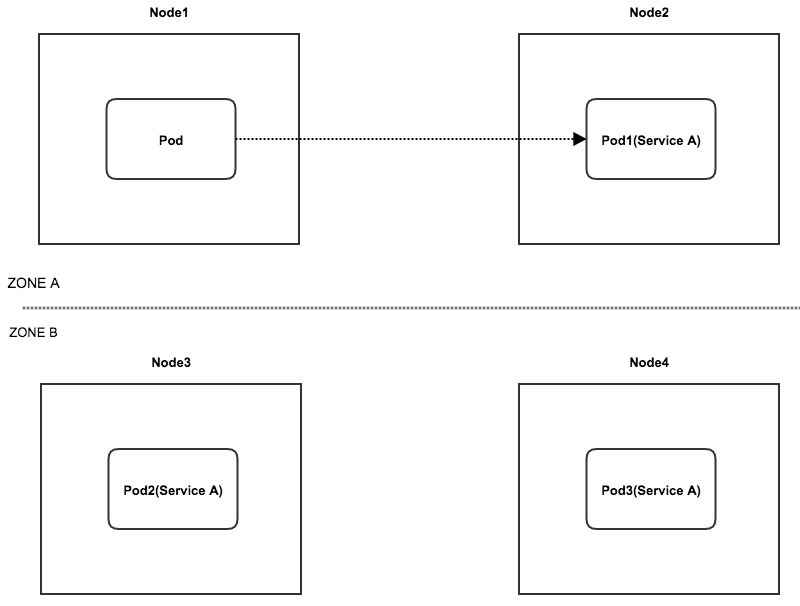 Node1
Node2
Pod
Pod1(Service A)
ZONE A
ZONE B
Node3
Node4
Pod2(Service A)
Pod3(Service A)